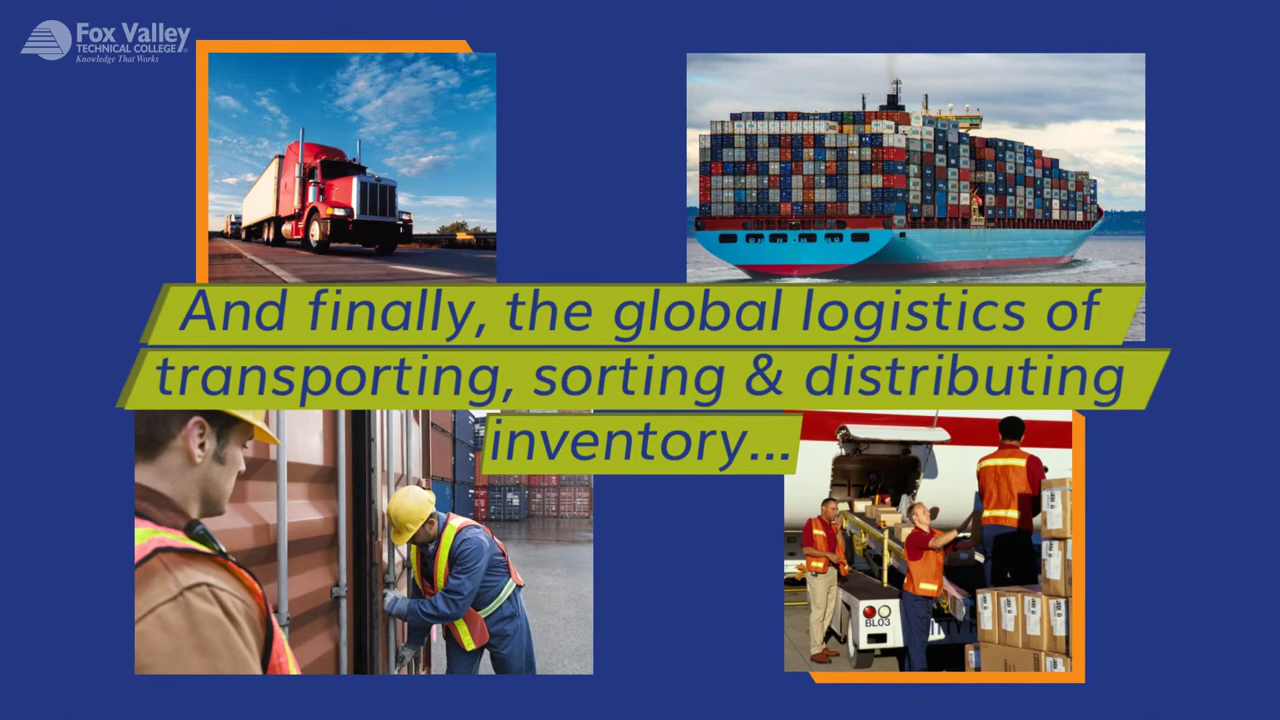 Fox Valley
TECHNICAL COLLEGE
Knowledge That Works
And finally, the global logistics of
transporting, sorting & distributing
inventory...
BL03